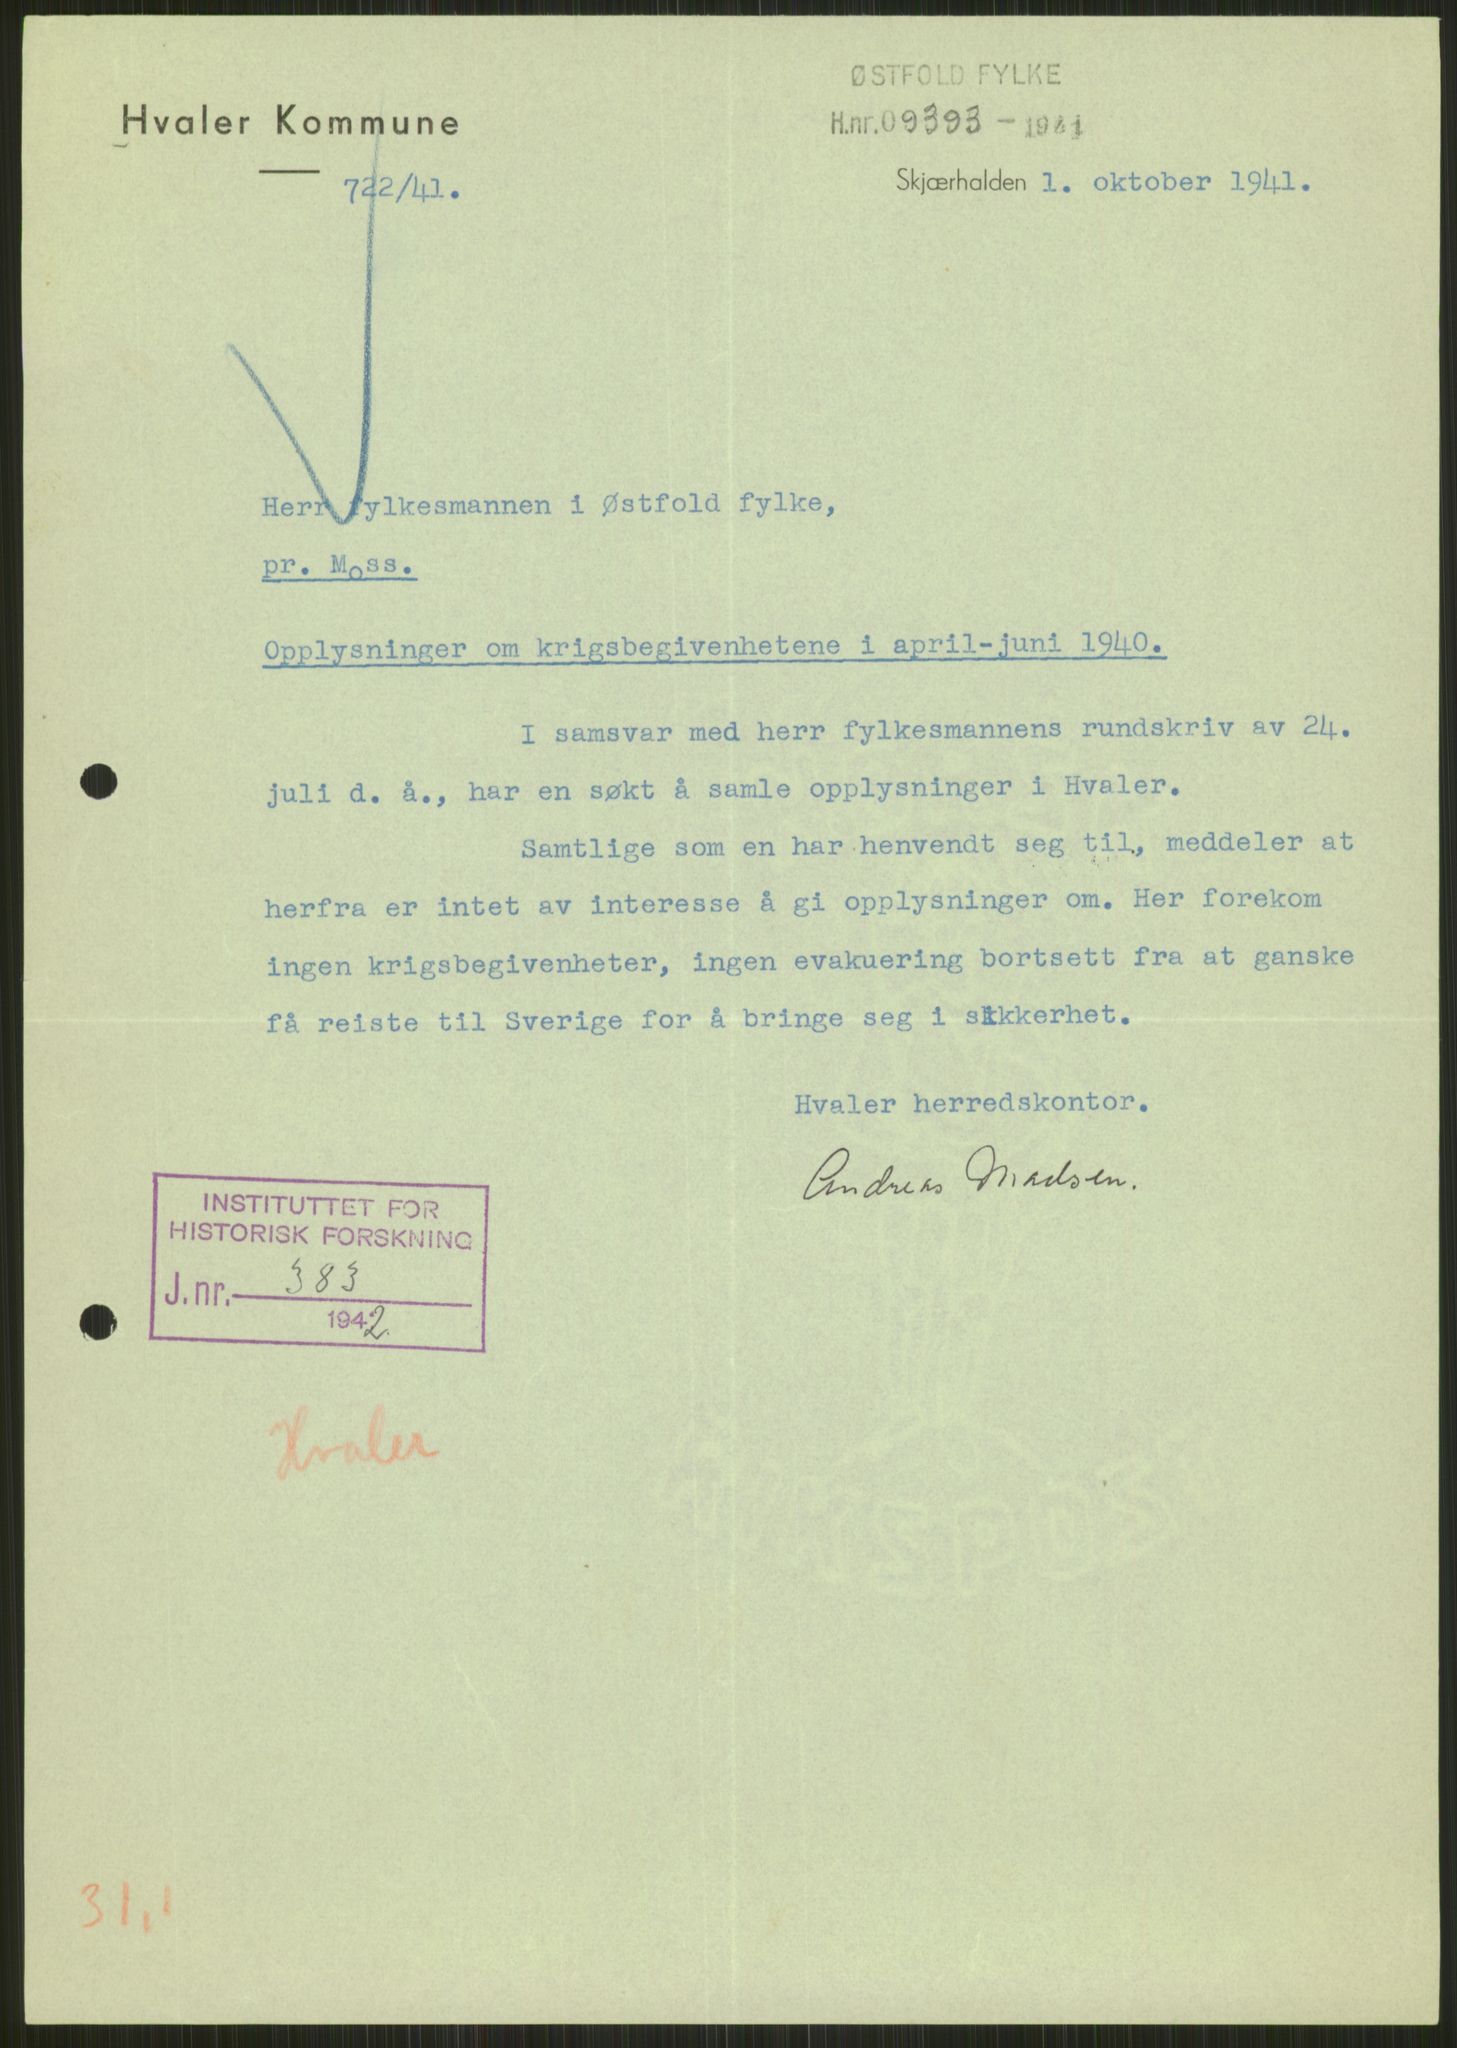 ØSTFOLD FYLKE
H.nr.09393-1941
Hvaler Kommune
722/41.
Skjærhalden 1. oktober 1941.
Herr fylkesmannen i Østfold fylke,
pr. Moss.
Opplysninger om krigsbegivenhetene i april-juni 1940.
I samsvar med herr fylkesmannens rundskriv av 24.
juli d. å., har en søkt å samle opplysninger i Hvaler.
Samtlige som en har henvendt seg til, meddeler at
herfra er intet av interesse å gi opplysninger om. Her forekom
ingen krigsbegivenheter, ingen evakuering bortsett fra at ganske
få reiste til Sverige for å bringe seg i sikkerhet.
Hvaler herredskontor.
Andreas Madsen.
INSTITUTTET FOR
HISTORISK FORSKNING
J.nr. 383
1942
Hvaler
31,1